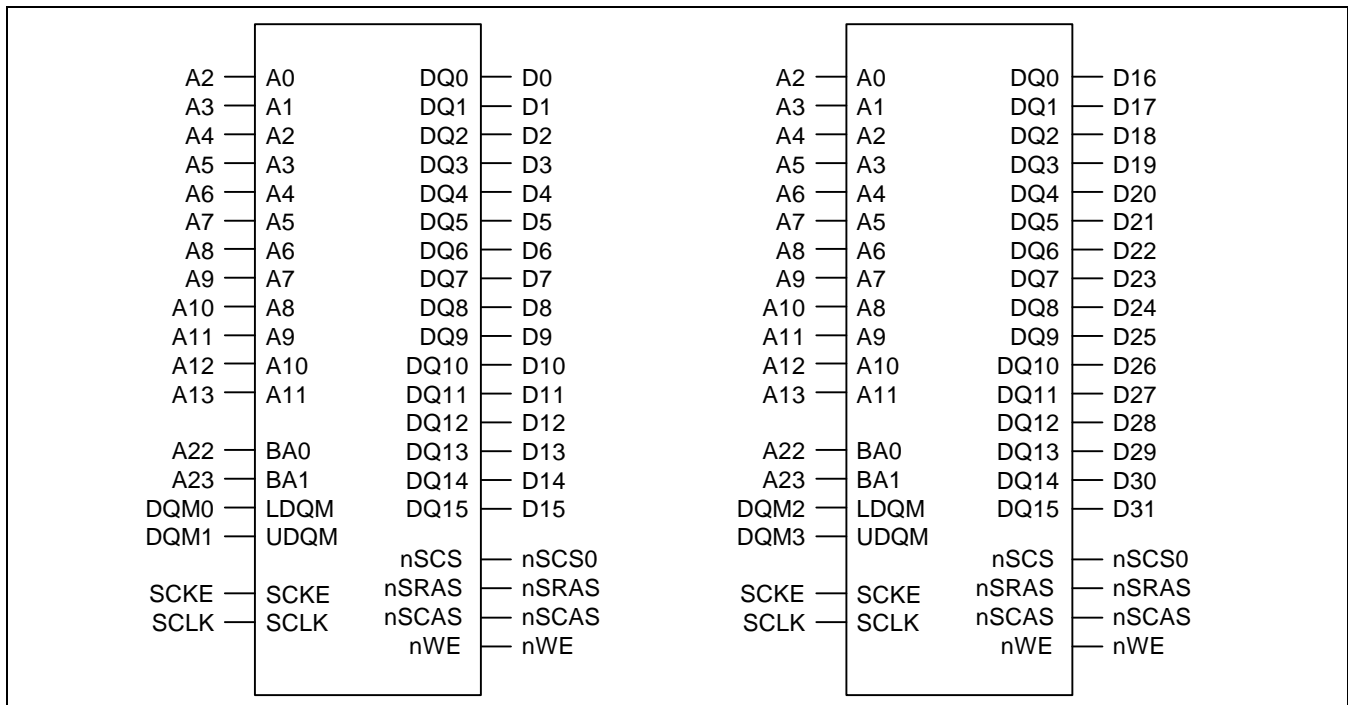 A2 A0 DQ0 D0 A2 A0 DQ0 D16
A3 A1 DQ1 D1 A3 A1 DQ1 D17
A4 A2 DQ2 D2 A4 A2 DQ2 D18
A5 A3 DQ3 D3 A5 A3 DQ3 D19
A6 A4 DQ4 D4 A6 A4 DQ4 D20
A7 A5 DQ5 D5 A7 A5 DQ5 D21
A8 A6 DQ6 D6 A8 A6 DQ6 D22
A9 A7 DQ7 D7 A9 A7 DQ7 D23
A10 A8 DQ8 D8 A10 A8 DQ8 D24
A11 A9 DQ9 D9 A11 A9 DQ9 D25
A12 A10 DQ10 D10 A12 A10 DQ10 D26
A13 A11 DQ11 D11 A13 A11 DQ11 D27
DQ12 D12 DQ12 D28
A22 BA0 DQ13 D13 A22 BA0 DQ13 D29
A23 BA1 DQ14 D14 A23 BA1 DQ14 D30
DQM0 LDQM DQ15 D15 DQM2 LDQM DQ15 D31
DQM1 UDQM DQM3 UDQM
nSCS nSCS0 nSCS nSCS0
SCKE SCKE nSRAS nSRAS SCKE SCKE nSRAS nSRAS
SCLK SCLK nSCAS nSCAS SCLK SCLK nSCAS nSCAS
nWE nWE nWE nWE